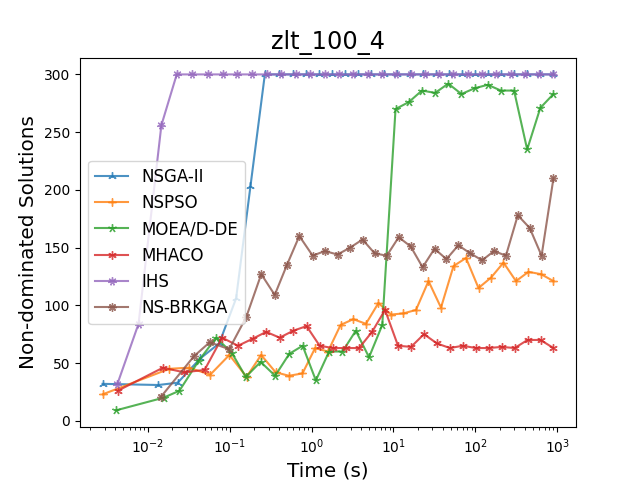 zlt_100_4
Non-dominated Solutions
300
250
200
150
100
50
0
NSGA-II
NSPSO
MOEA/D-DE
MHACO
IHS
NS-BRKGA
10⁻² 10⁻¹ 10⁰ 10¹ 10² 10³
Time (s)